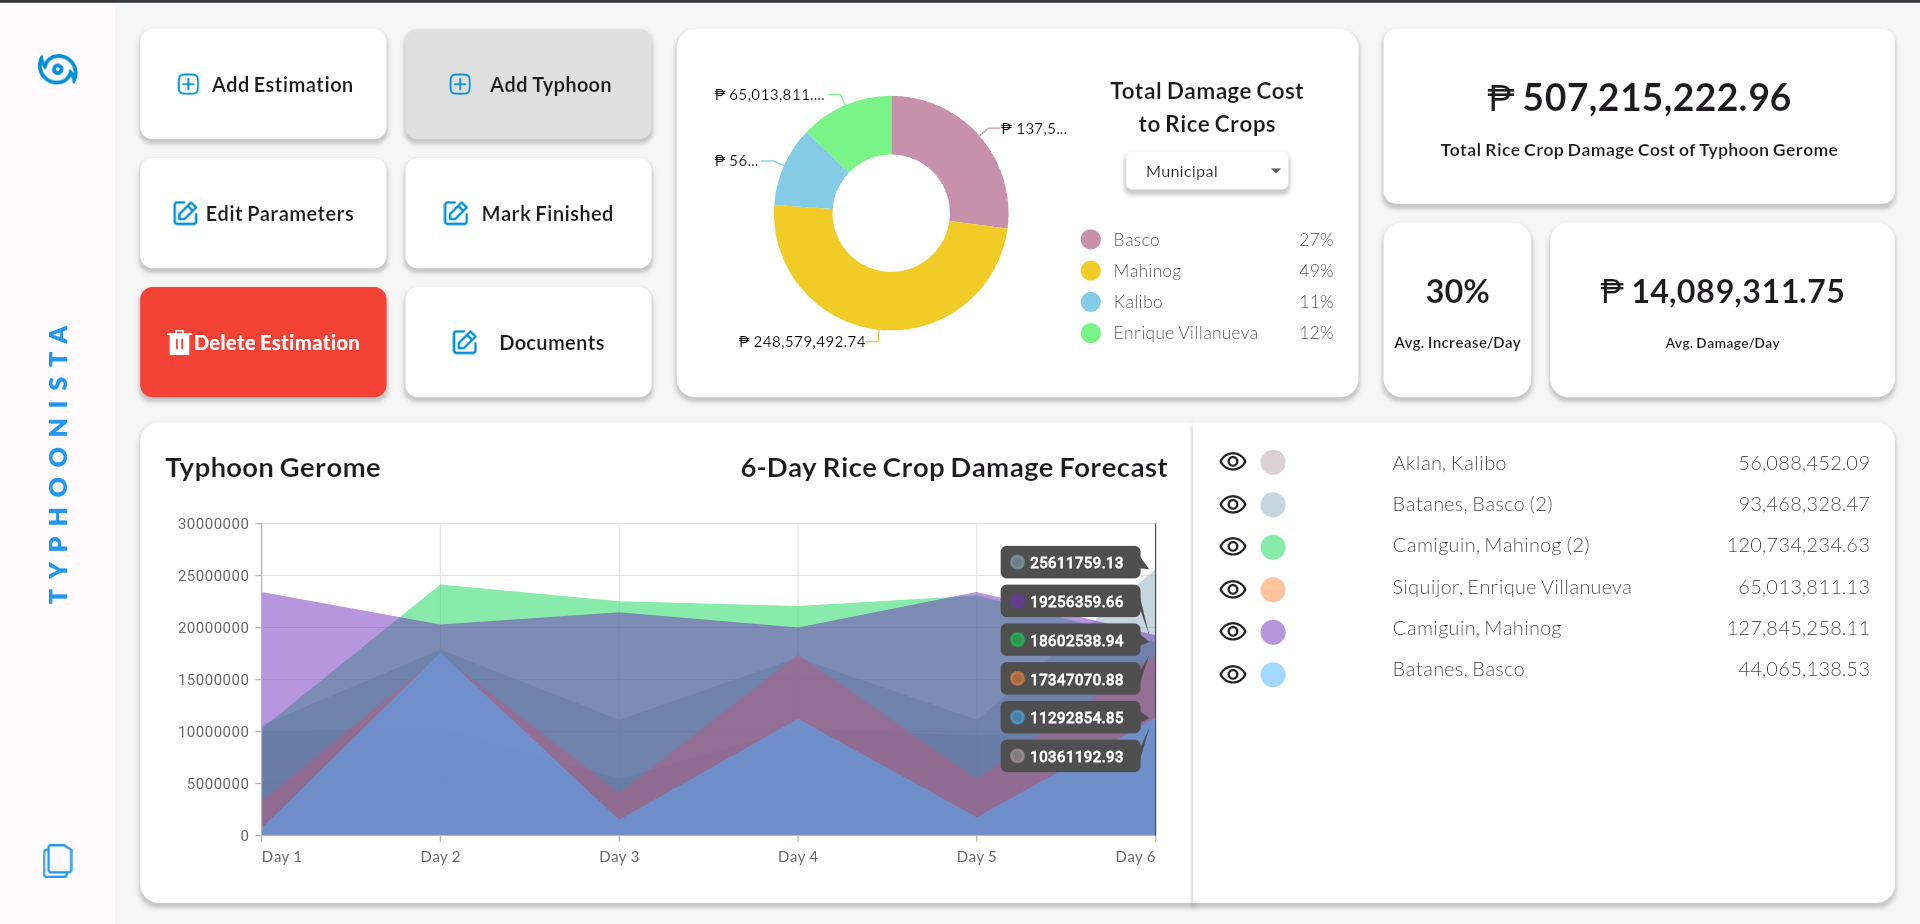 TYPHOONISTA
Add Estimation
Add Typhoon
Edit Parameters
Mark Finished
Delete Estimation
Documents
₱ 65,013,811....
₱ 137,5...
₱ 56...
₱ 248,579,492.74
Total Damage Cost
to Rice Crops
Municipal
Basco 27%
Mahinog 49%
Kalibo 11%
Enrique Villanueva 12%
₱ 507,215,222.96
Total Rice Crop Damage Cost of Typhoon Gerome
30%
Avg. Increase/Day
₱ 14,089,311.75
Avg. Damage/Day
Typhoon Gerome
6-Day Rice Crop Damage Forecast
30000000
25000000
20000000
15000000
10000000
5000000
0
Day 1 Day 2 Day 3 Day 4 Day 5 Day 6
25611759.13
19256359.66
18602538.94
17347070.88
11292854.85
10361192.93
Aklan, Kalibo 56,088,452.09
Batanes, Basco (2) 93,468,328.47
Camiguin, Mahinog (2) 120,734,234.63
Siquijor, Enrique Villanueva 65,013,811.13
Camiguin, Mahinog 127,845,258.11
Batanes, Basco 44,065,138.53